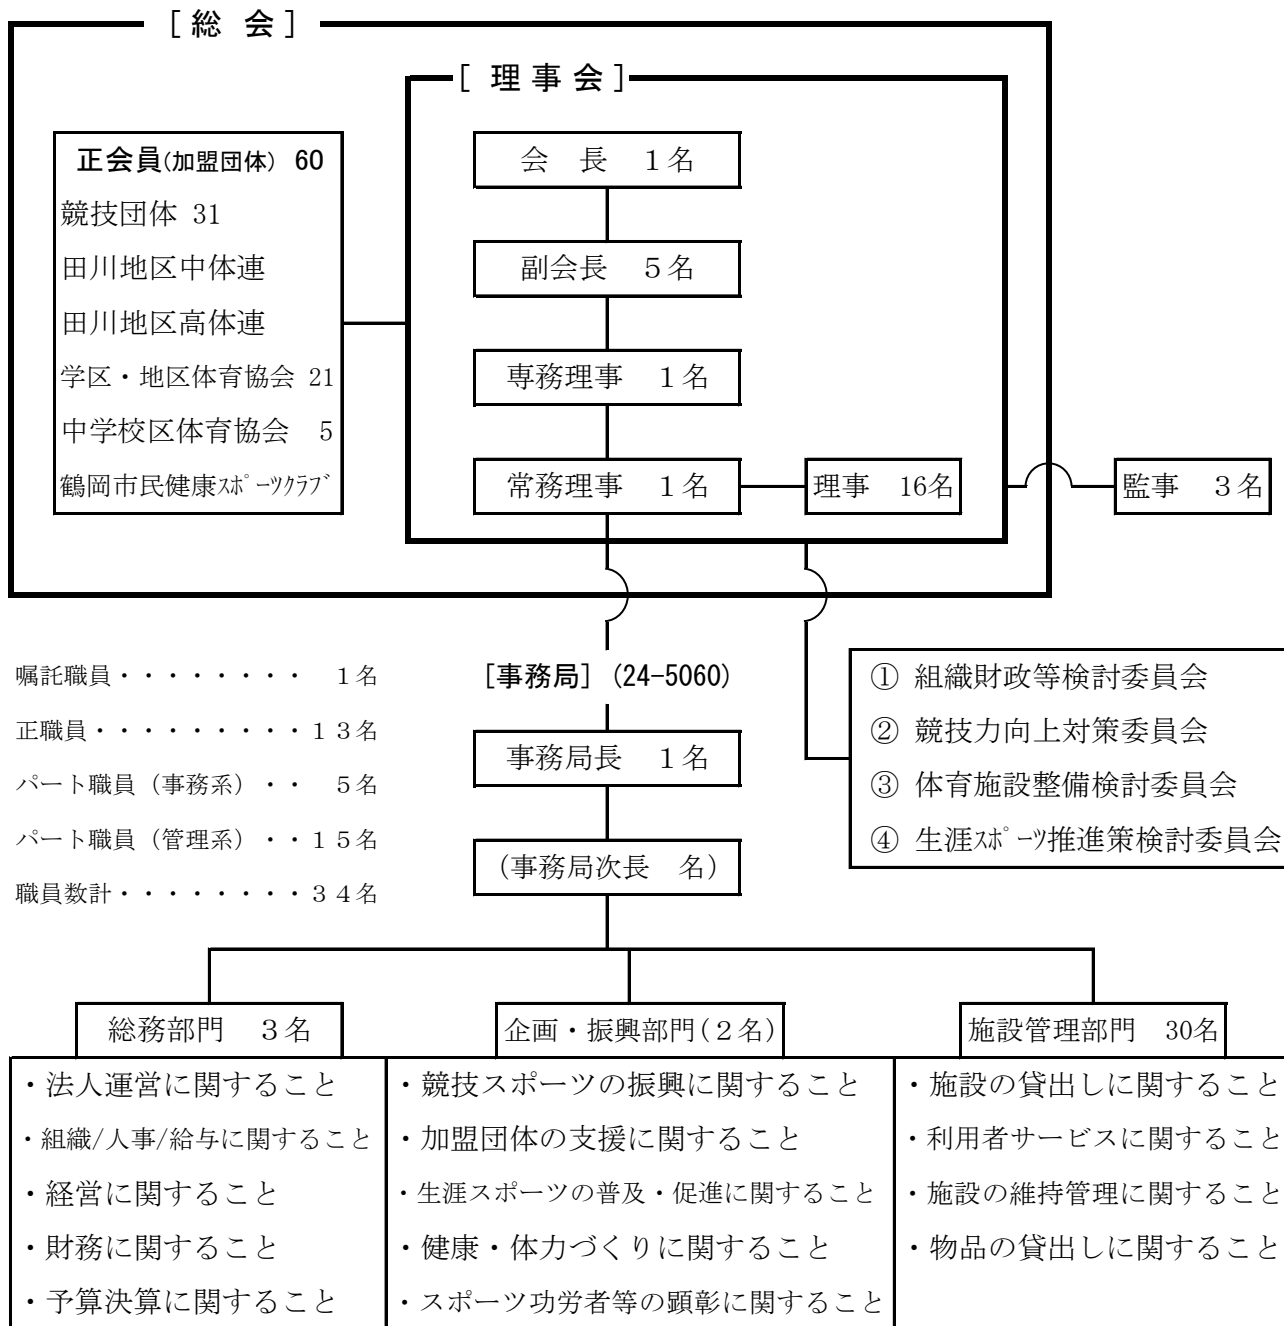 [総 会]
[理事会]
正会員(加盟団体) 60
競技団体 31
田川地区中体連
田川地区高体連
学区・地区体育協会 21
中学校区体育協会 5
鶴岡市民健康ｽﾎﾟｰﾂｸﾗﾌﾞ
会 長 1名
副会長 5名
専務理事 1名
常務理事 1名
理事 16名
監事 3名
嘱託職員・・・・・・・・ 1名
正職員・・・・・・・・・13名
パート職員（事務系）・・ 5名
パート職員（管理系）・・15名
職員数計・・・・・・・・34名
[事務局] (24-5060)
事務局長 1名
(事務局次長 名)
① 組織財政等検討委員会
② 競技力向上対策委員会
③ 体育施設整備検討委員会
④ 生涯ｽﾎﾟｰﾂ推進策検討委員会
総務部門 3名
・法人運営に関すること
・組織/人事/給与に関すること
・経営に関すること
・財務に関すること
・予算決算に関すること
企画・振興部門(2名)
・競技スポーツの振興に関すること
・加盟団体の支援に関すること
・生涯スポーツの普及・促進に関すること
・健康・体力づくりに関すること
・スポーツ功労者等の顕彰に関すること
施設管理部門 30名
・施設の貸出しに関すること
・利用者サービスに関すること
・施設の維持管理に関すること
・物品の貸出しに関すること